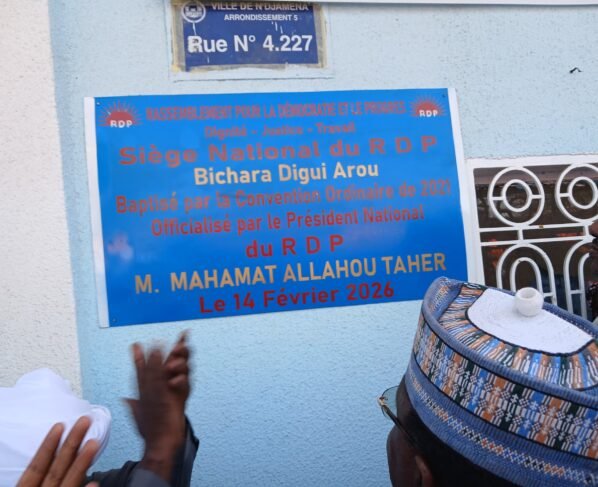 VILLE DE N'DJAMENA
ARRONDISSEMENT 5
Rue N° 4.227
RASSEMBLEMENT POUR LA DÉMOCRATIE ET LE PROGRES
RDP
RDP
Dignité - Justice - Travail
Siège National du R D P
Bichara Digui Arou
Baptisé par la Convention Ordinaire de 2021
Officialisé par le Président National
du R D P
M. MAHAMAT ALLAHOU TAHER
Le 14 Février 2026